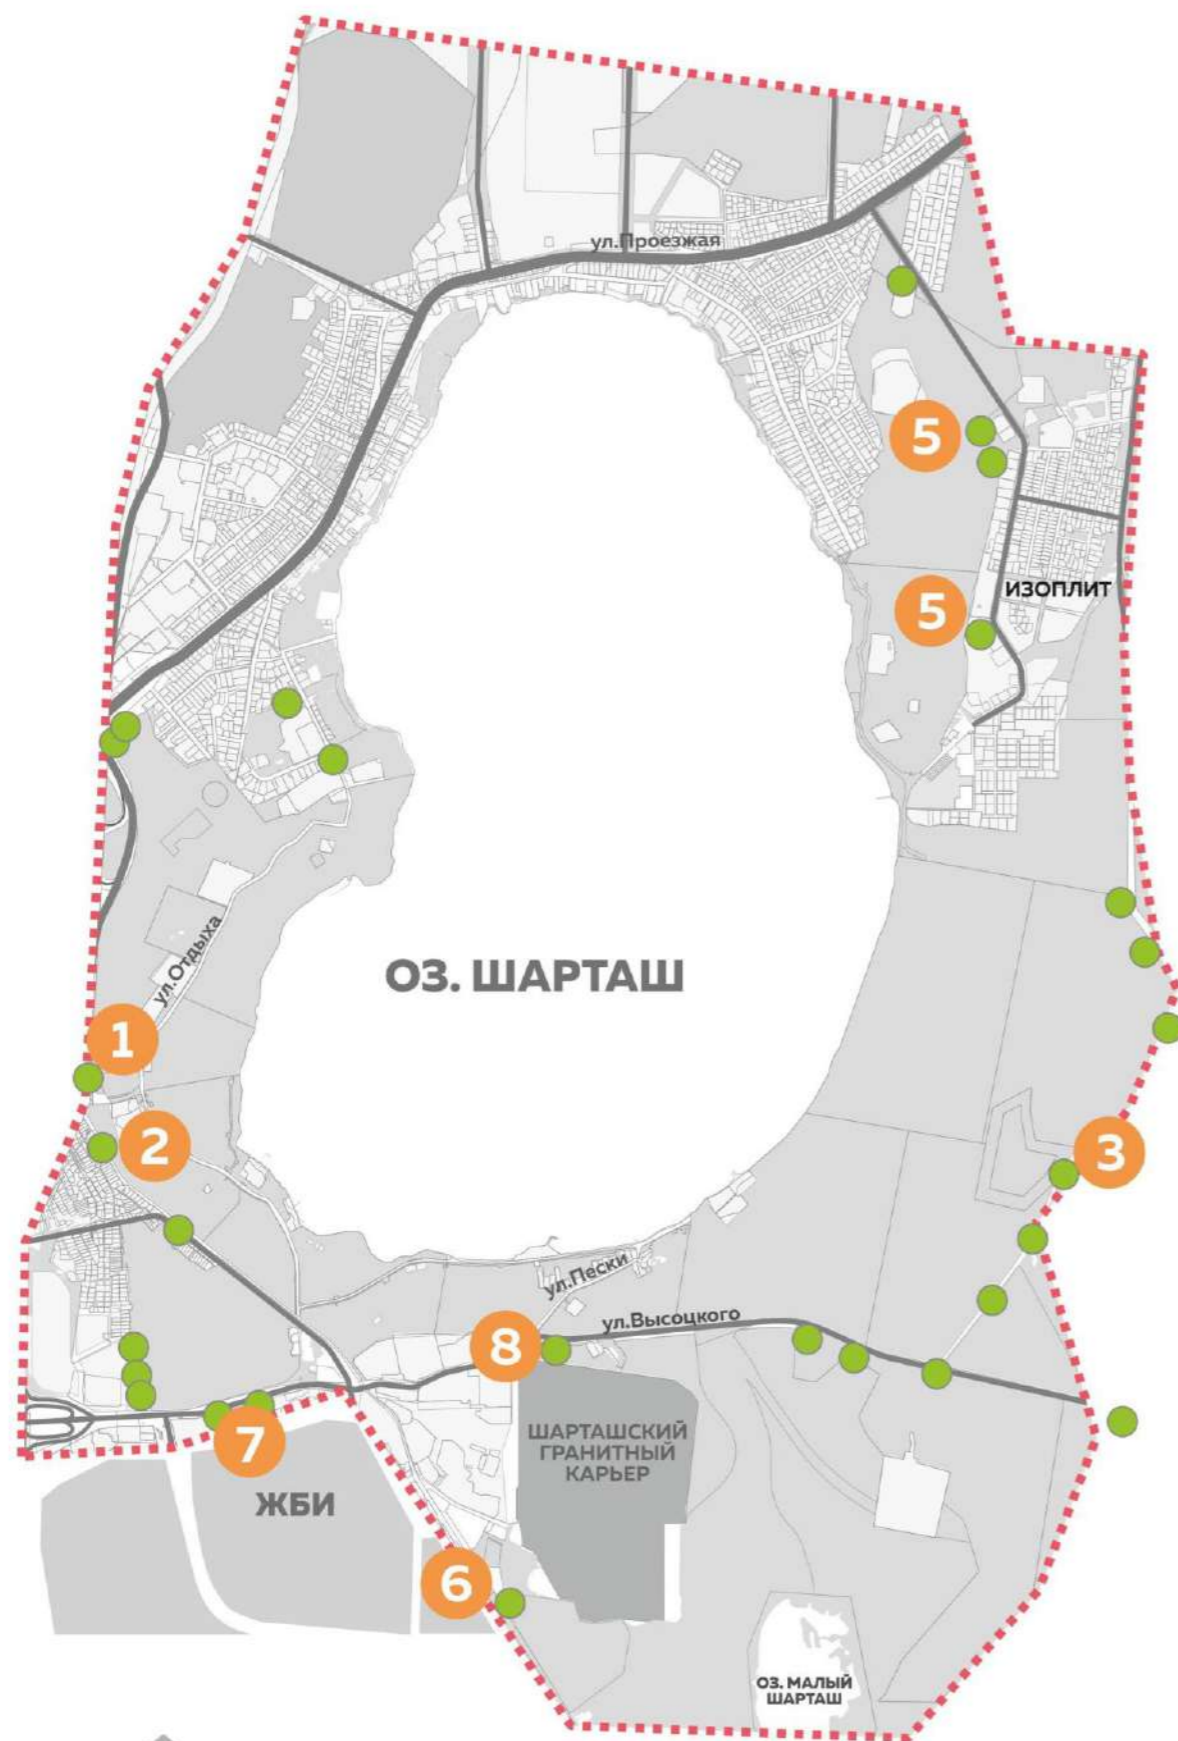 ул.Проезжая
5
5
ИЗОПЛИТ
ул.Отдыха
ОЗ. ШАРТАШ
1
2
3
ул.Пески
ул.Высоцкого
8
ШАРТАШСКИЙ
ГРАНИТНЫЙ
КАРЬЕР
7
ЖБИ
6
ОЗ. МАЛЫЙ
ШАРТАШ